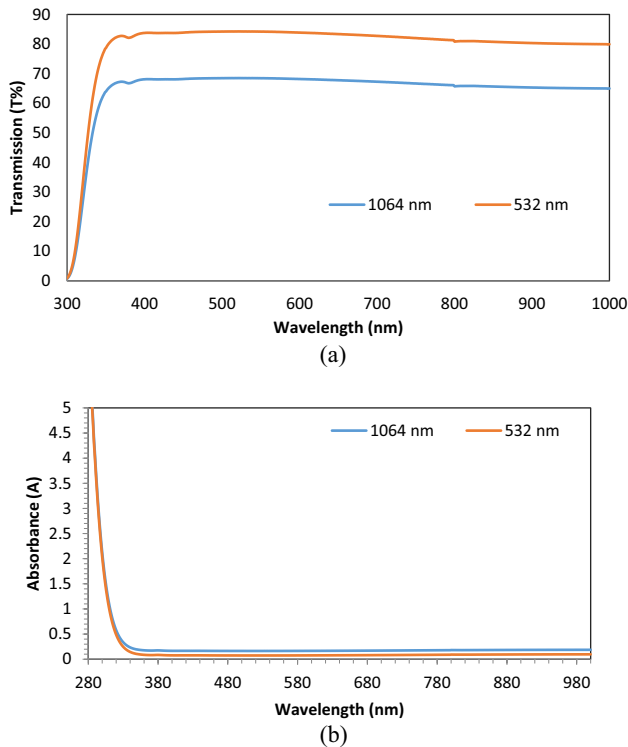 90
80
70
60
50
40
30
20
10
0
Transmission (T%)
1064 nm 532 nm
300 400 500 600 700 800 900 1000
Wavelength (nm)
(a)
5
4.5
4
3.5
3
2.5
2
1.5
1
0.5
0
Absorbance (A)
1064 nm 532 nm
280 380 480 580 680 780 880 980
Wavelength (nm)
(b)